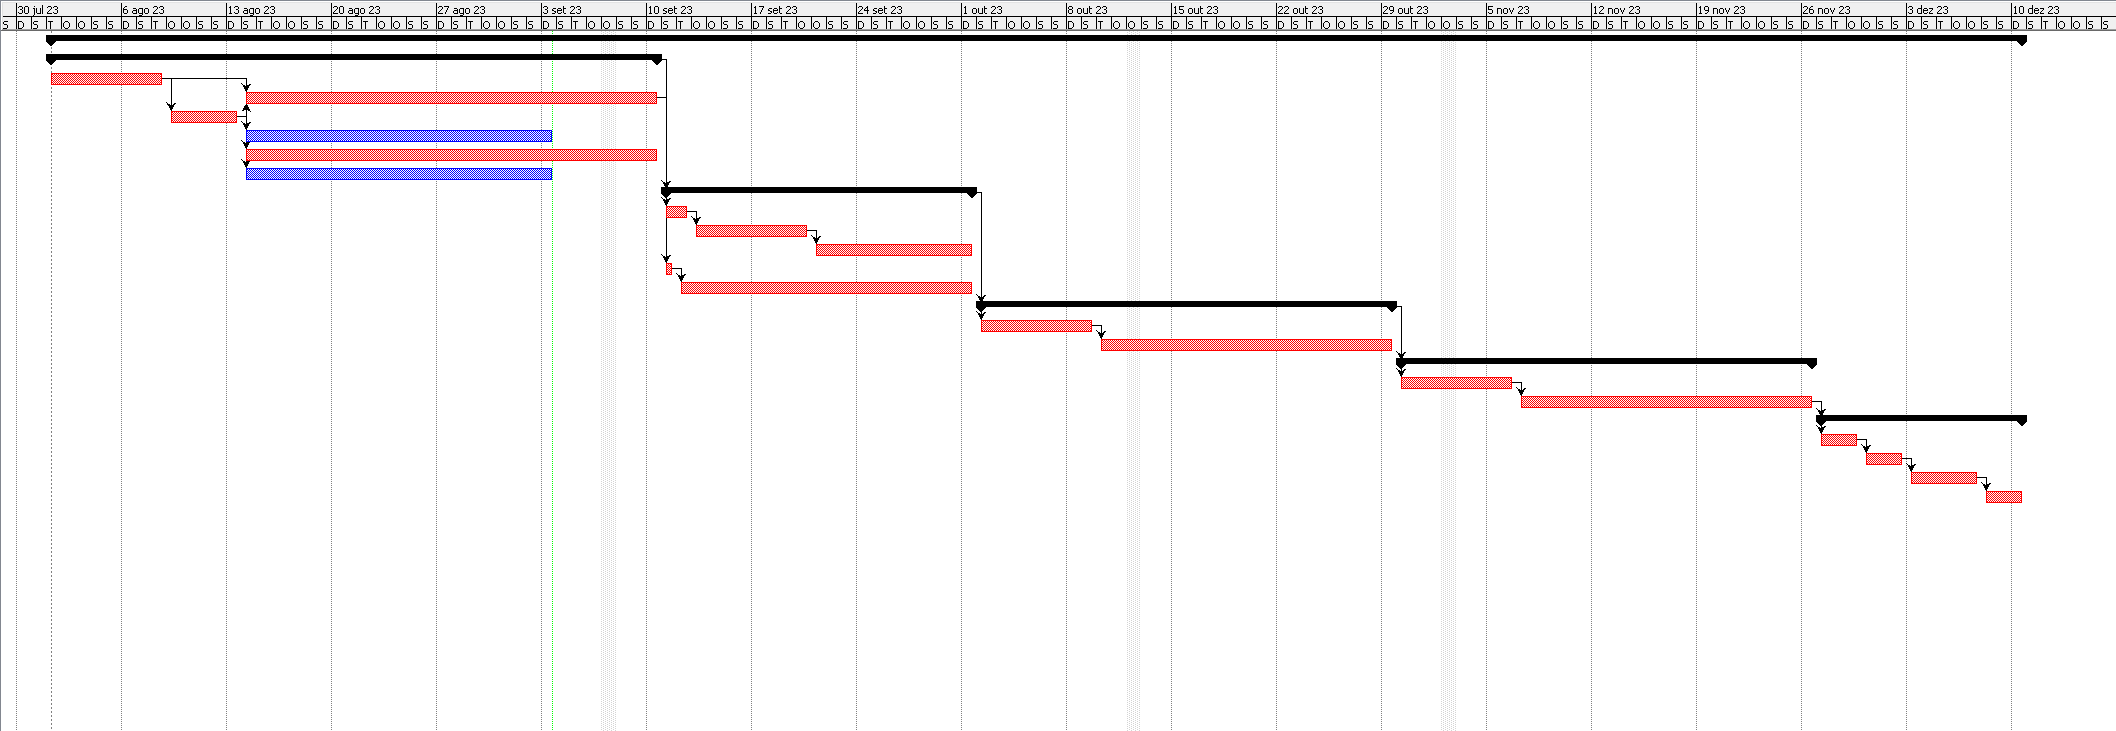 30 jul 23 6 ago 23 13 ago 23 20 ago 23 27 ago 23 3 set 23 10 set 23 17 set 23 24 set 23 1 out 23 8 out 23 15 out 23 22 out 23 29 out 23 5 nov 23 12 nov 23 19 nov 23 26 nov 23 3 dez 23 10 dez 23
S D S T Q Q S S D S T Q Q S S D S T Q Q S S D S T Q Q S S D S T Q Q S S D S T Q Q S S D S T Q Q S S D S T Q Q S S D S T Q Q S S D S T Q Q S S D S T Q Q S S D S T Q Q S S D S T Q Q S S D S T Q Q S S D S T Q Q S S D S T Q Q S S D S T Q Q S S D S T Q Q S S D S T Q Q S S D S T Q Q S S